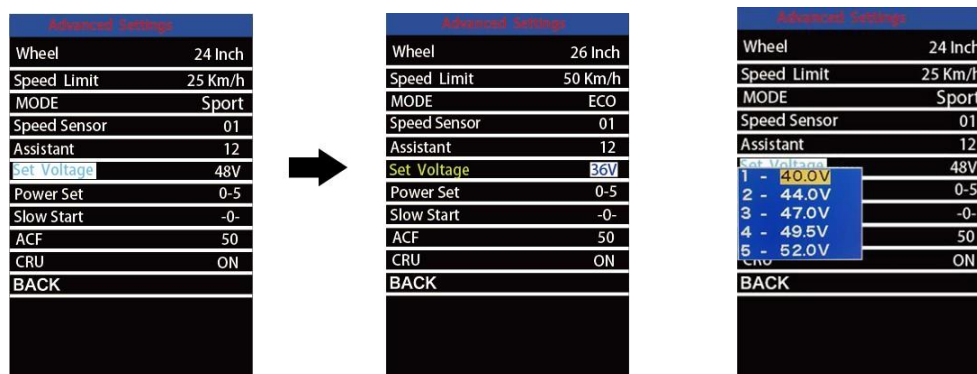 Advanced Settings
Wheel 24 Inch
Speed Limit 25 Km/h
MODE Sport
Speed Sensor 01
Assistant 12
Set Voltage 48V
Power Set 0-5
Slow Start -0-
ACF 50
CRU ON
BACK
Advanced Settings
Wheel 26 Inch
Speed Limit 50 Km/h
MODE ECO
Speed Sensor 01
Assistant 12
Set Voltage 36V
Power Set 0-5
Slow Start -0-
ACF 50
CRU ON
BACK
Advanced Settings
Wheel 24 Inch
Speed Limit 25 Km/h
MODE Sport
Speed Sensor 01
Assistant 12
Set Voltage 48V
1 - 40.0V
2 - 44.0V 0-5
3 - 47.0V -0-
4 - 49.5V 50
5 - 52.0V
CRU ON
BACK